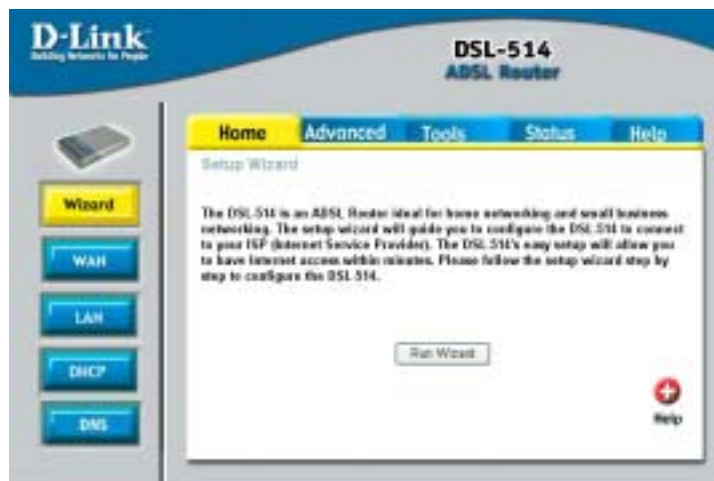 D-Link
Building Networks for People
DSL-514
ADSL Router
Home Advanced Tools Status Help
Setup Wizard
Wizard
WAN
LAN
DHCP
DNS
The DSL-514 is an ADSL Router ideal for home networking and small business
networking. The setup wizard will guide you to configure the DSL-514 to connect
to your ISP (Internet Service Provider). The DSL-514's easy setup will allow you
to have Internet access within minutes. Please follow the setup wizard step by
step to configure the DSL-514.
Run Wizard
Help